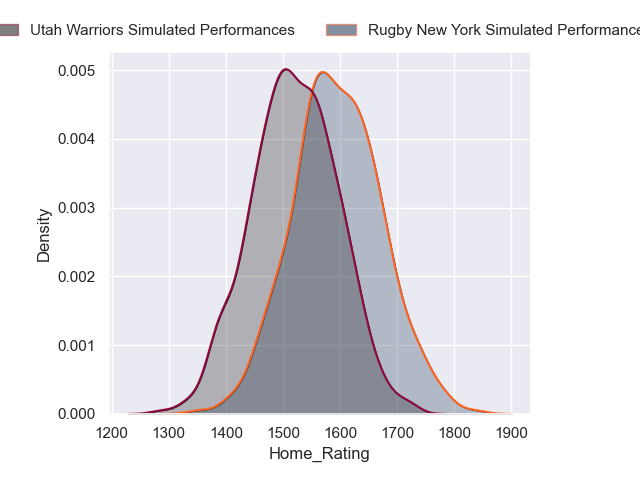 Utah Warriors Simulated Performances Rugby New York Simulated Performance
0.005
0.004
0.003
0.002
0.001
0.000
Density
1200 1300 1400 1500 1600 1700 1800 1900
Home_Rating